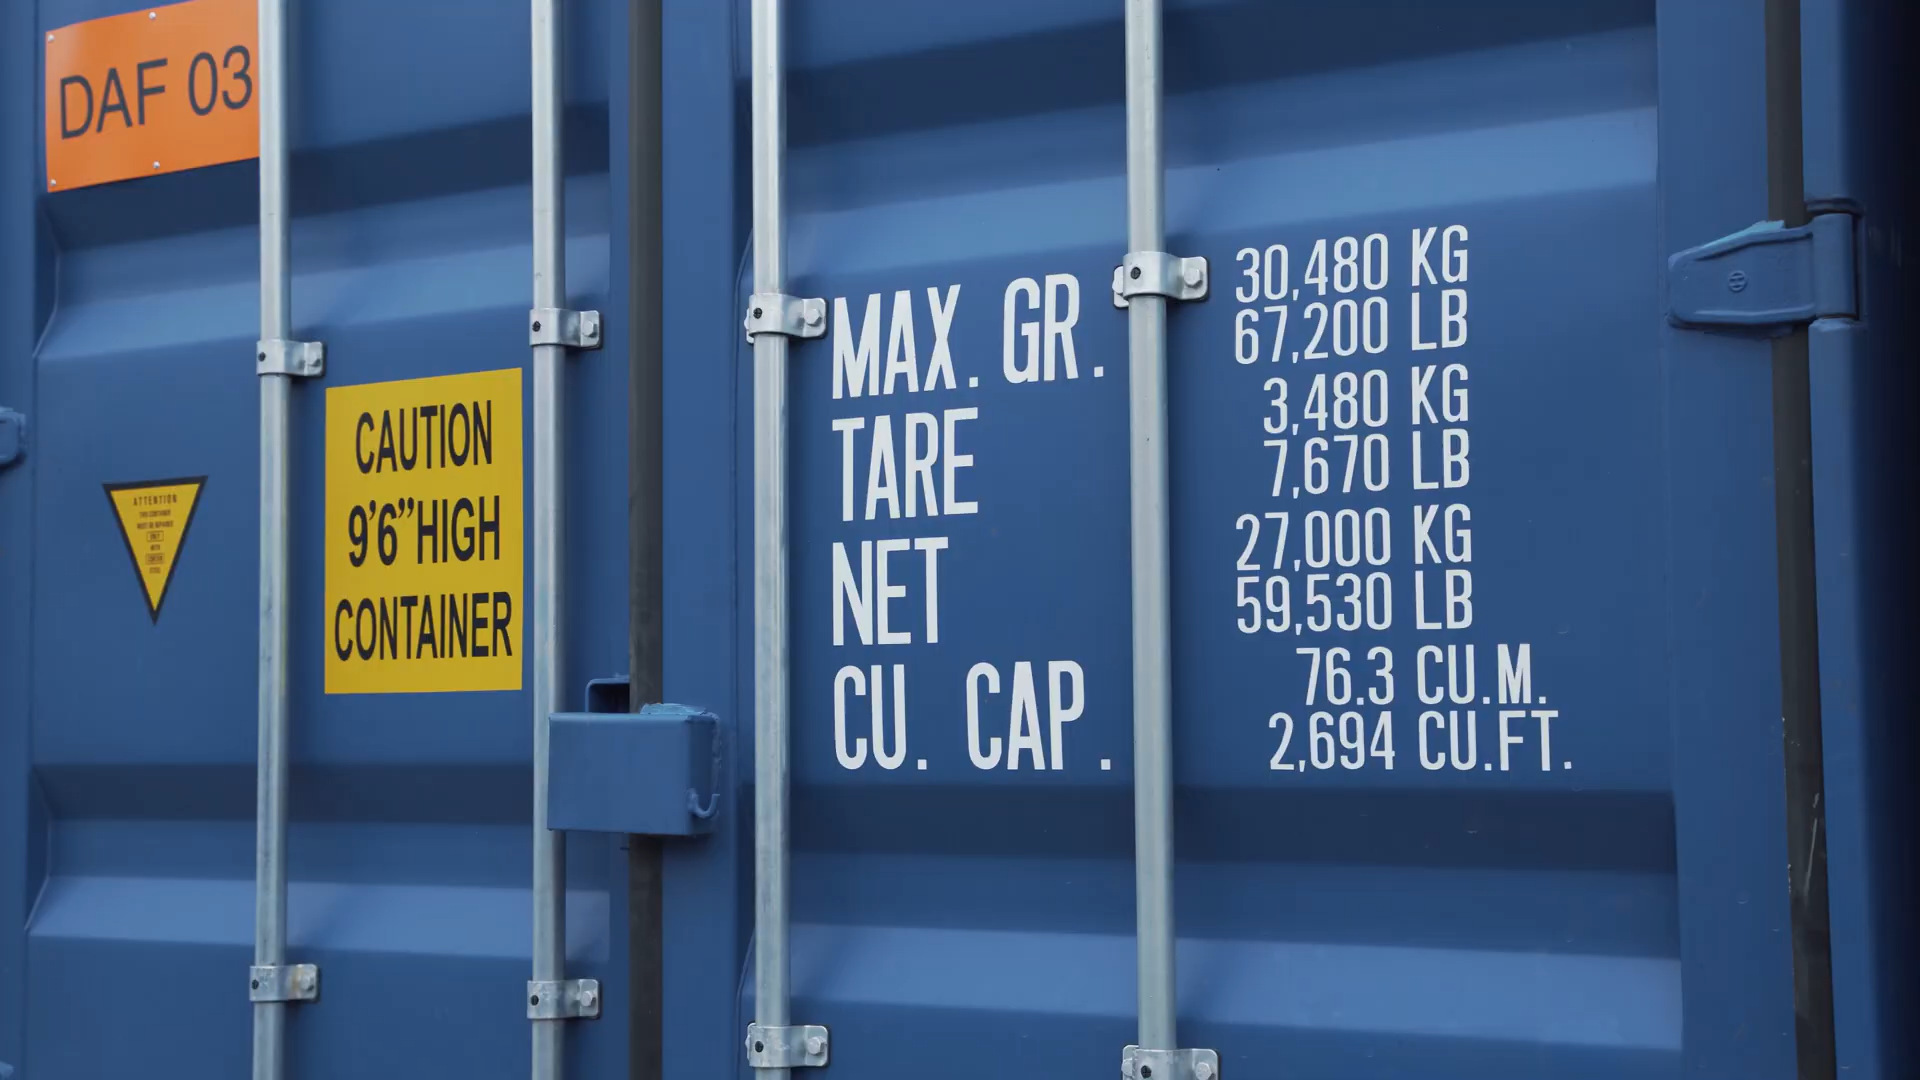 DAF 03
CAUTION
9’6”HIGH
CONTAINER
ATTENTION
MAX. GR. 30,480 KG
67,200 LB
TARE 3,480 KG
7,670 LB
NET 27,000 KG
59,530 LB
CU. CAP. 76.3 CU.M.
2,694 CU.FT.